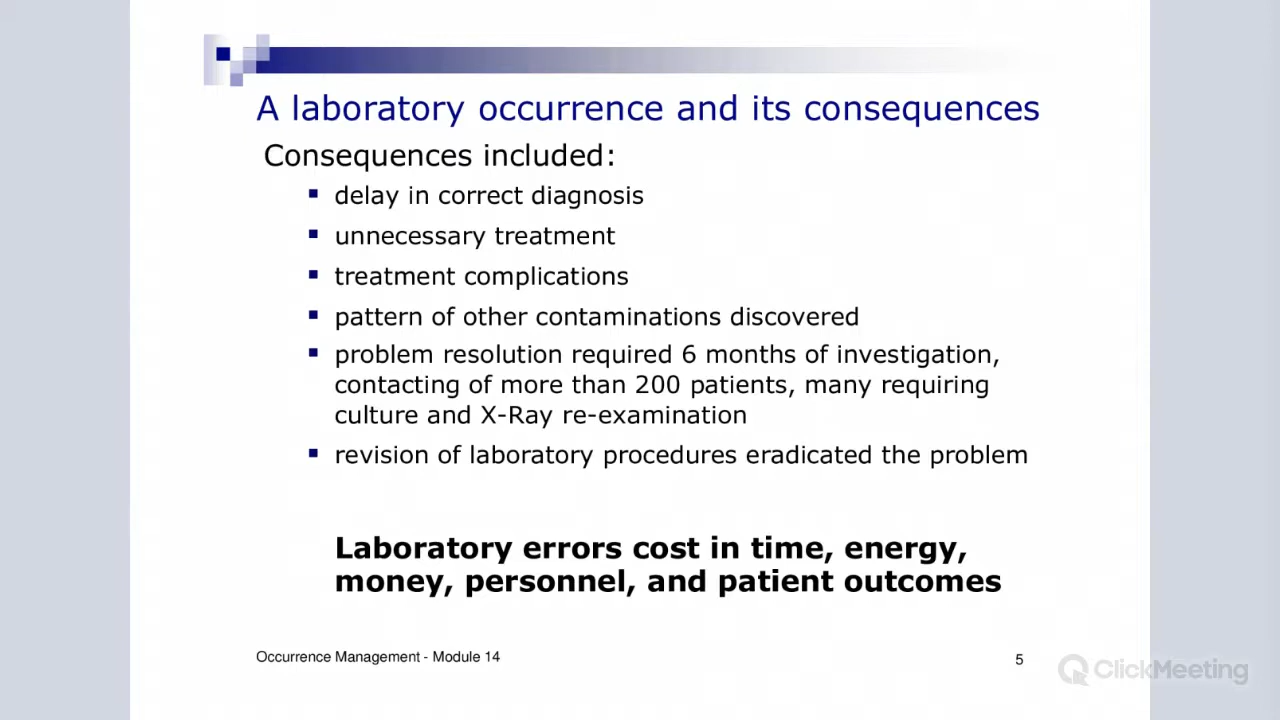 A laboratory occurrence and its consequences
Consequences included:
▪ delay in correct diagnosis
▪ unnecessary treatment
▪ treatment complications
▪ pattern of other contaminations discovered
▪ problem resolution required 6 months of investigation,
contacting of more than 200 patients, many requiring
culture and X-Ray re-examination
▪ revision of laboratory procedures eradicated the problem
Laboratory errors cost in time, energy,
money, personnel, and patient outcomes
Occurrence Management - Module 14
5
ClickMeeting